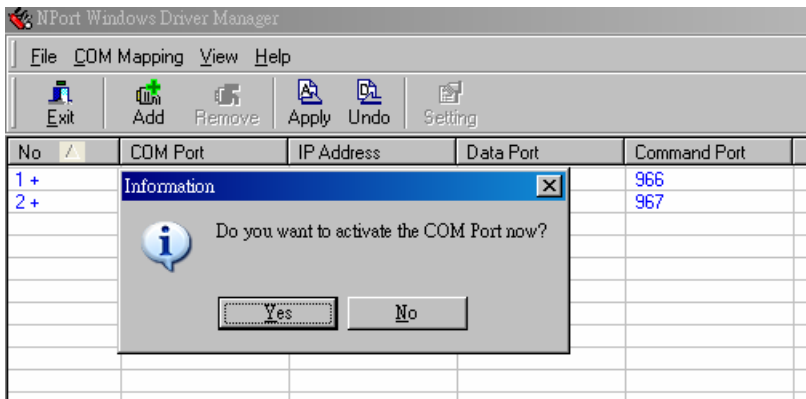 NPort Windows Driver Manager
File COM Mapping View Help
Exit Add Remove Apply Undo Setting
No COM Port IP Address Data Port Command Port
1 + 966
2 + 967
Information
Do you want to activate the COM Port now?
Yes No